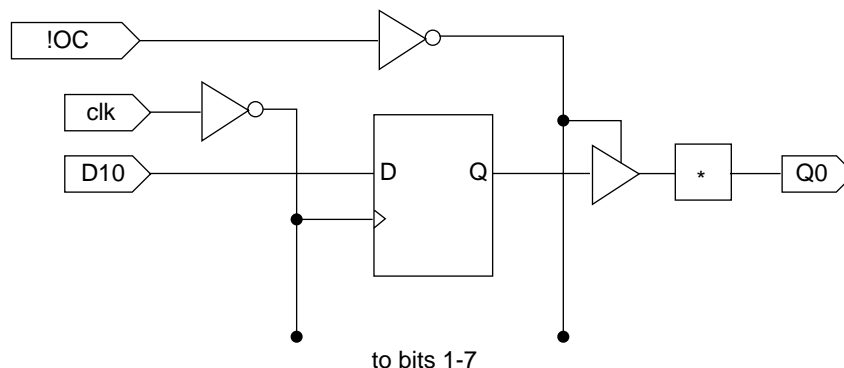 !OC
clk
D10
D
Q
*
Q0
to bits 1-7